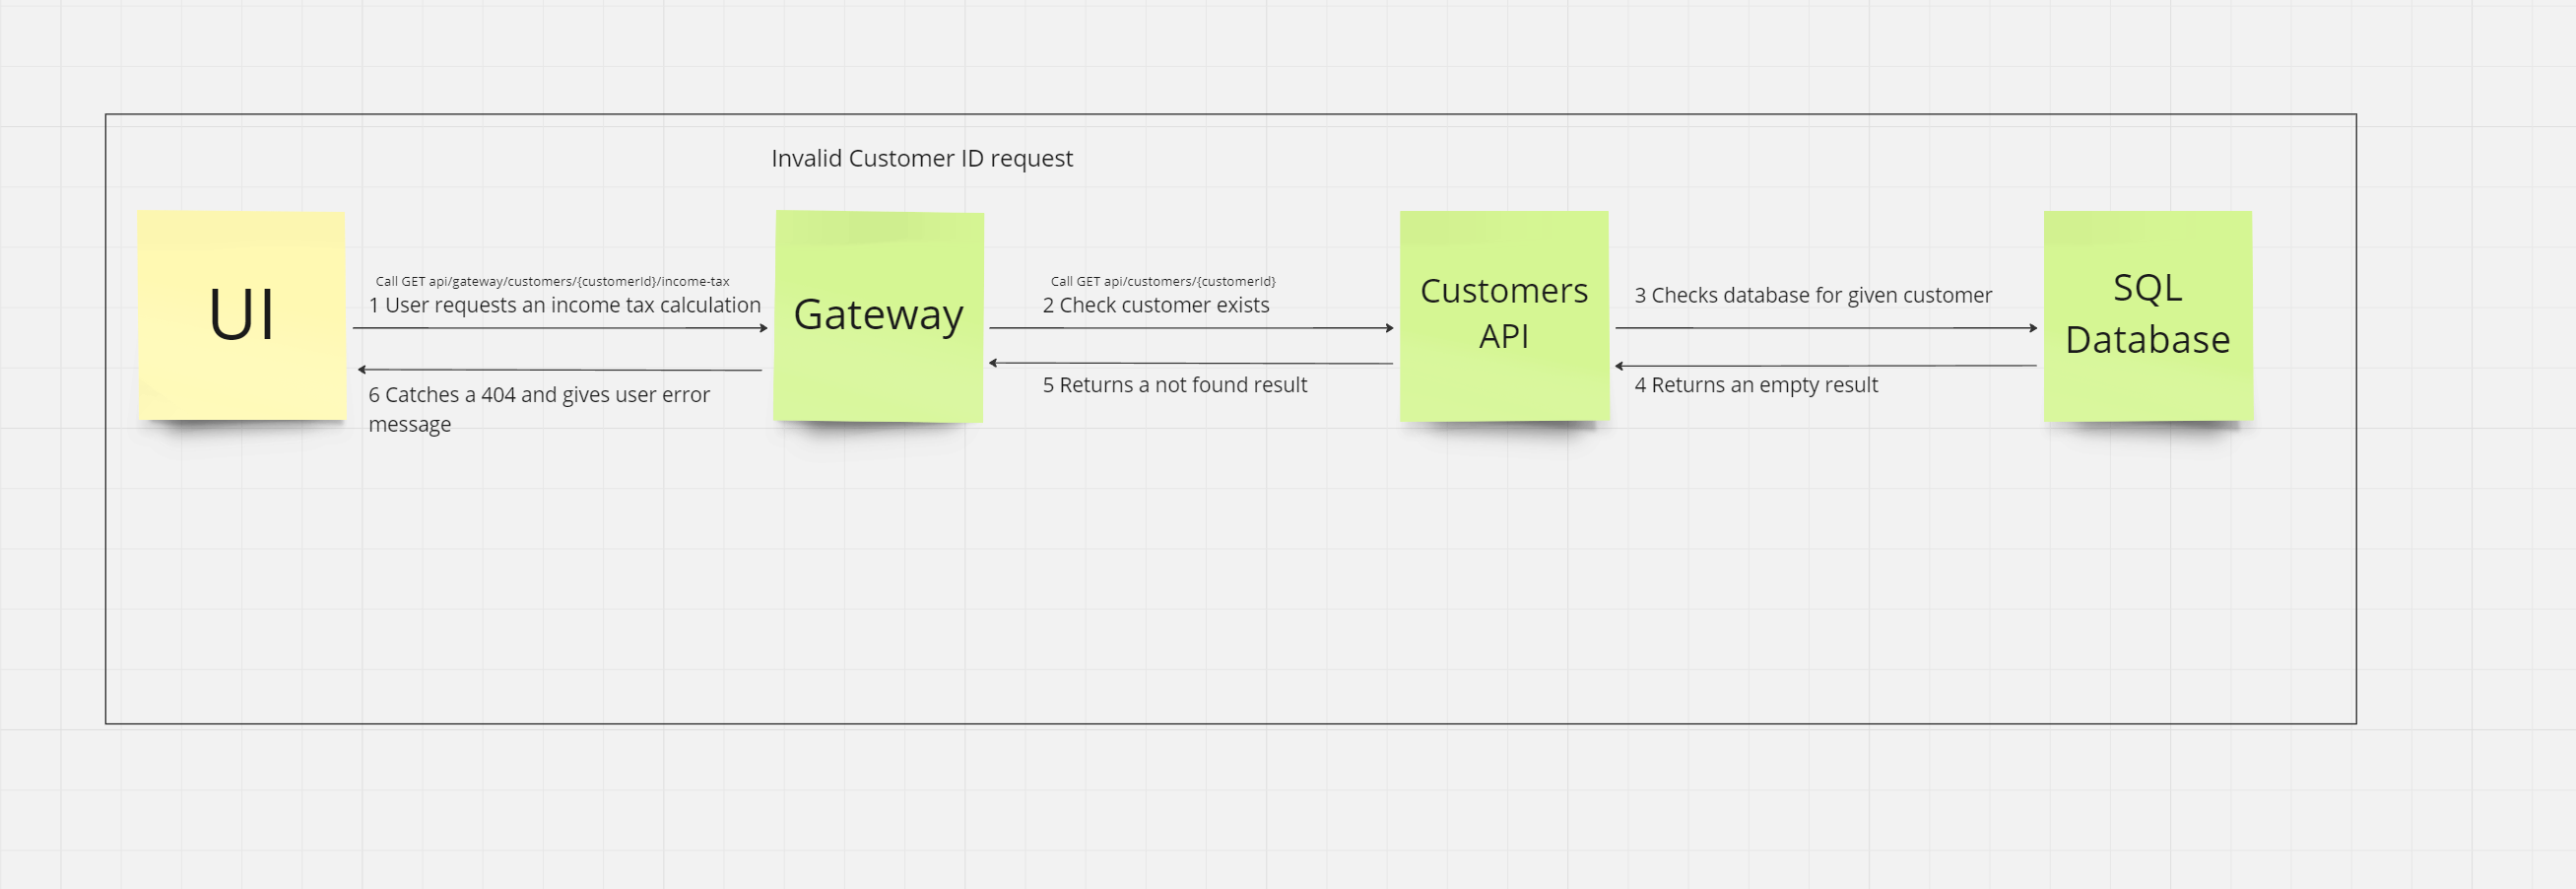 Invalid Customer ID request
UI
Call GET api/gateway/customers/{customerId}/income-tax
1 User requests an income tax calculation
6 Catches a 404 and gives user error
message
Gateway
Call GET api/customers/{customerId}
2 Check customer exists
5 Returns a not found result
Customers
API
3 Checks database for given customer
4 Returns an empty result
SQL
Database